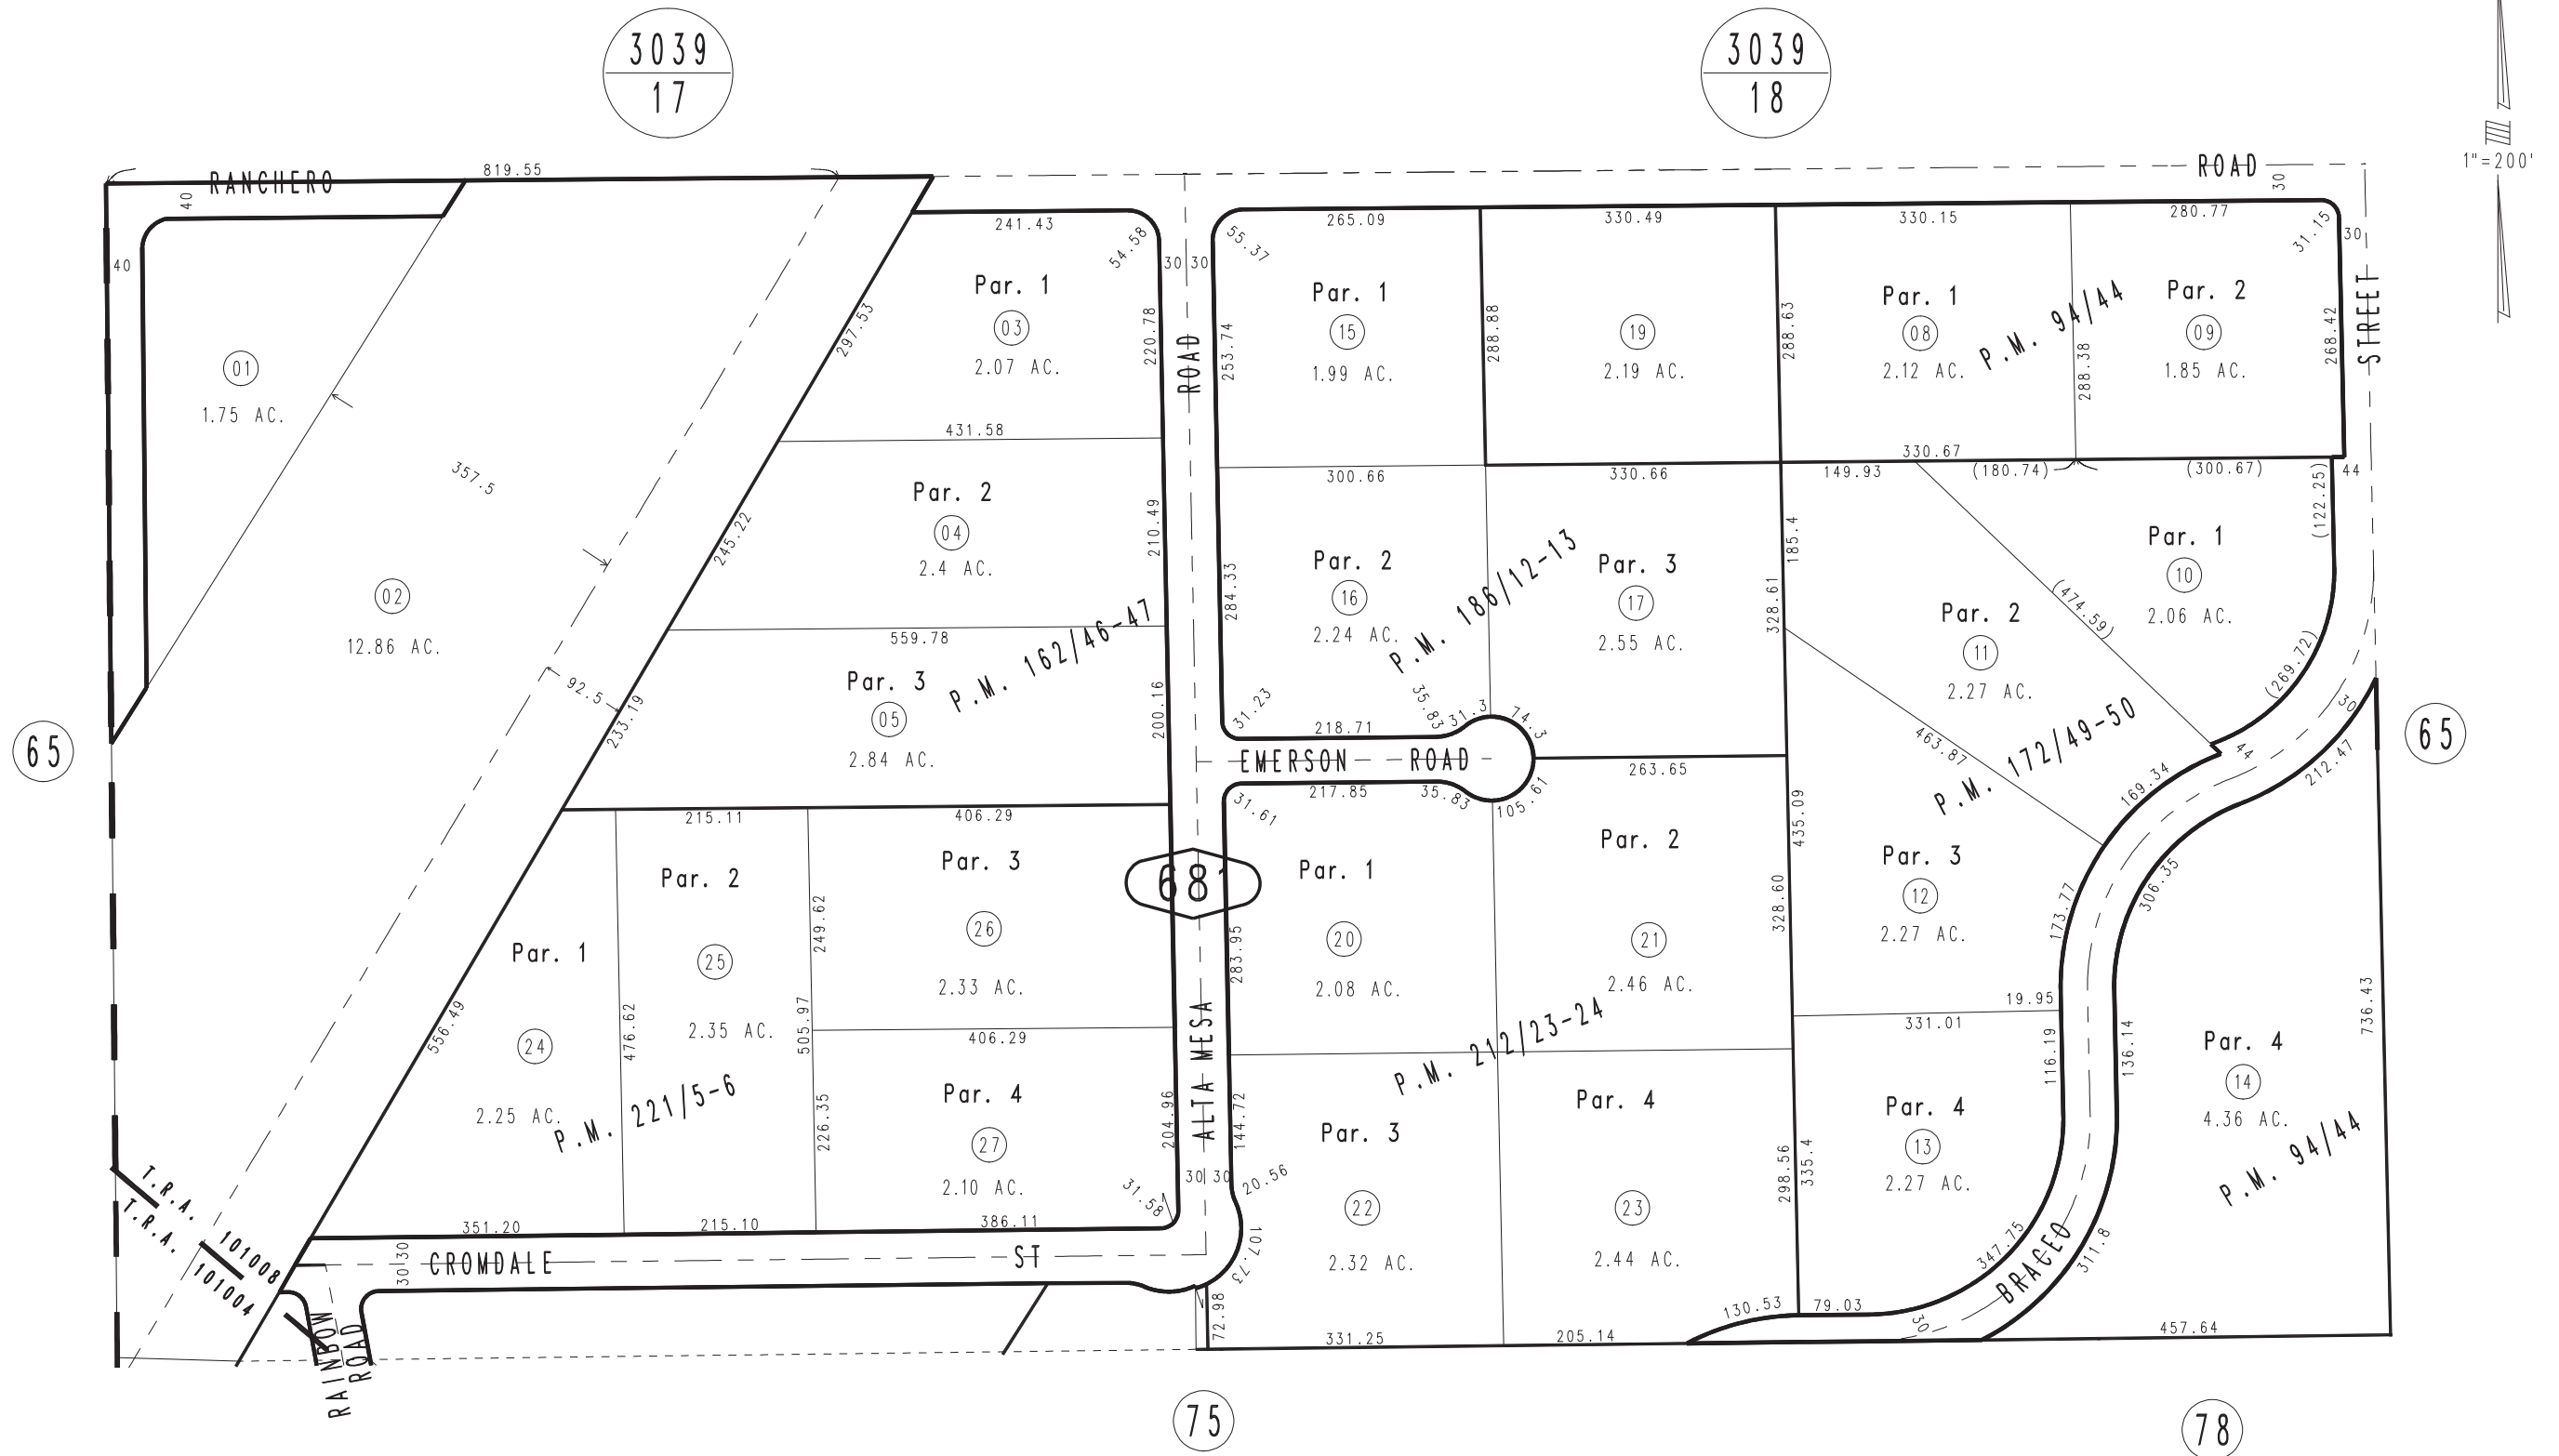 3039
17
3039
18
1"=200'
RANCHERO
819.55
ROAD
30
40
40
241.43
54.58
30 30
55.37
265.09
330.49
330.15
280.77
31.15
30
STREET
01
1.75 AC.
357.5
02
12.86 AC.
297.53
Par. 1
03
2.07 AC.
220.78
ROAD
253.74
Par. 1
15
1.99 AC.
288.88
19
2.19 AC.
288.63
Par. 1
08
2.12 AC.
P.M. 94/44
288.38
Par. 2
09
1.85 AC.
268.42
431.58
245.22
Par. 2
04
2.4 AC.
210.49
300.66
330.66
330.67
149.93
(180.74)
(300.67)
44
(122.25)
284.33
Par. 2
16
2.24 AC.
P.M. 186/12-13
Par. 3
17
2.55 AC.
185.4
328.61
Par. 2
11
2.27 AC.
(474.59)
Par. 1
10
2.06 AC.
(269.72)
559.78
P.M. 162/46-47
92.5
233.19
Par. 3
05
2.84 AC.
200.16
31.23
218.71
35.83
31.3
74.3
EMERSON ROAD
263.65
217.85
35.83
105.61
31.61
463.87
P.M. 172/49-50
169.34
44
30
212.47
65
65
215.11
406.29
681
Par. 1
24
2.25 AC.
556.49
476.62
Par. 2
25
2.35 AC.
P.M. 221/5-6
249.62
505.97
Par. 3
26
2.33 AC.
406.29
226.35
Par. 4
27
2.10 AC.
204.96
ALTA MESA
283.95
Par. 1
20
2.08 AC.
Par. 2
21
2.46 AC.
P.M. 212/23-24
435.09
328.60
Par. 3
12
2.27 AC.
173.77
306.35
19.95
331.01
116.19
136.14
736.43
Par. 4
14
4.36 AC.
P.M. 94/44
144.72
30 30
20.56
31.58
107.73
Par. 3
22
2.32 AC.
Par. 4
23
2.44 AC.
298.56
335.4
Par. 4
13
2.27 AC.
347.75
BRACEO
311.8
T.R.A. 101008
T.R.A. 101004
351.20
215.10
386.11
30 30
CROMDALE ST
RAINBOW
ROAD
72.98
331.25
205.14
130.53
79.03
30
457.64
75
78